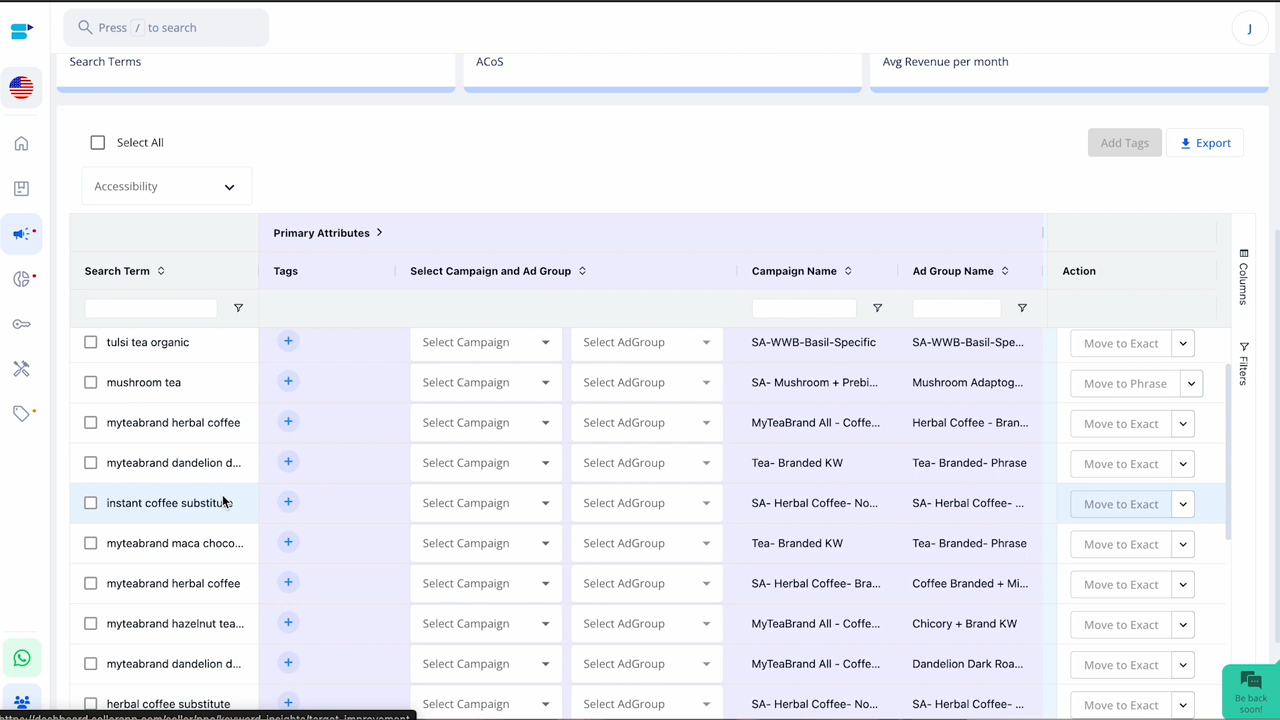 Press / to search
J
Search Terms
ACoS
Avg Revenue per month
Select All
Add Tags
Export
Accessibility
Primary Attributes
Search Term
Tags
Select Campaign and Ad Group
Campaign Name
Ad Group Name
Action
Columns
Filters
tulsi tea organic + Select Campaign Select AdGroup SA-WWB-Basil-Specific SA-WWB-Basil-Spe... Move to Exact
mushroom tea + Select Campaign Select AdGroup SA- Mushroom + Prebi... Mushroom Adaptog... Move to Phrase
myteabrand herbal coffee + Select Campaign Select AdGroup MyTeaBrand All - Coffe... Herbal Coffee - Bran... Move to Exact
myteabrand dandelion d... + Select Campaign Select AdGroup Tea- Branded KW Tea- Branded- Phrase Move to Exact
instant coffee substitute + Select Campaign Select AdGroup SA- Herbal Coffee- No... SA- Herbal Coffee- ... Move to Exact
myteabrand maca choco... + Select Campaign Select AdGroup Tea- Branded KW Tea- Branded- Phrase Move to Exact
myteabrand herbal coffee + Select Campaign Select AdGroup SA- Herbal Coffee- Bra... Coffee Branded + Mi... Move to Exact
myteabrand hazelnut tea... + Select Campaign Select AdGroup MyTeaBrand All - Coffe... Chicory + Brand KW Move to Exact
myteabrand dandelion d... + Select Campaign Select AdGroup MyTeaBrand All - Coffe... Dandelion Dark Roa... Move to Exact
herbal coffee substitute + Select Campaign Select AdGroup SA- Herbal Coffee- No... SA- Herbal Coffee- ... Move to Exact
Be back
soon!